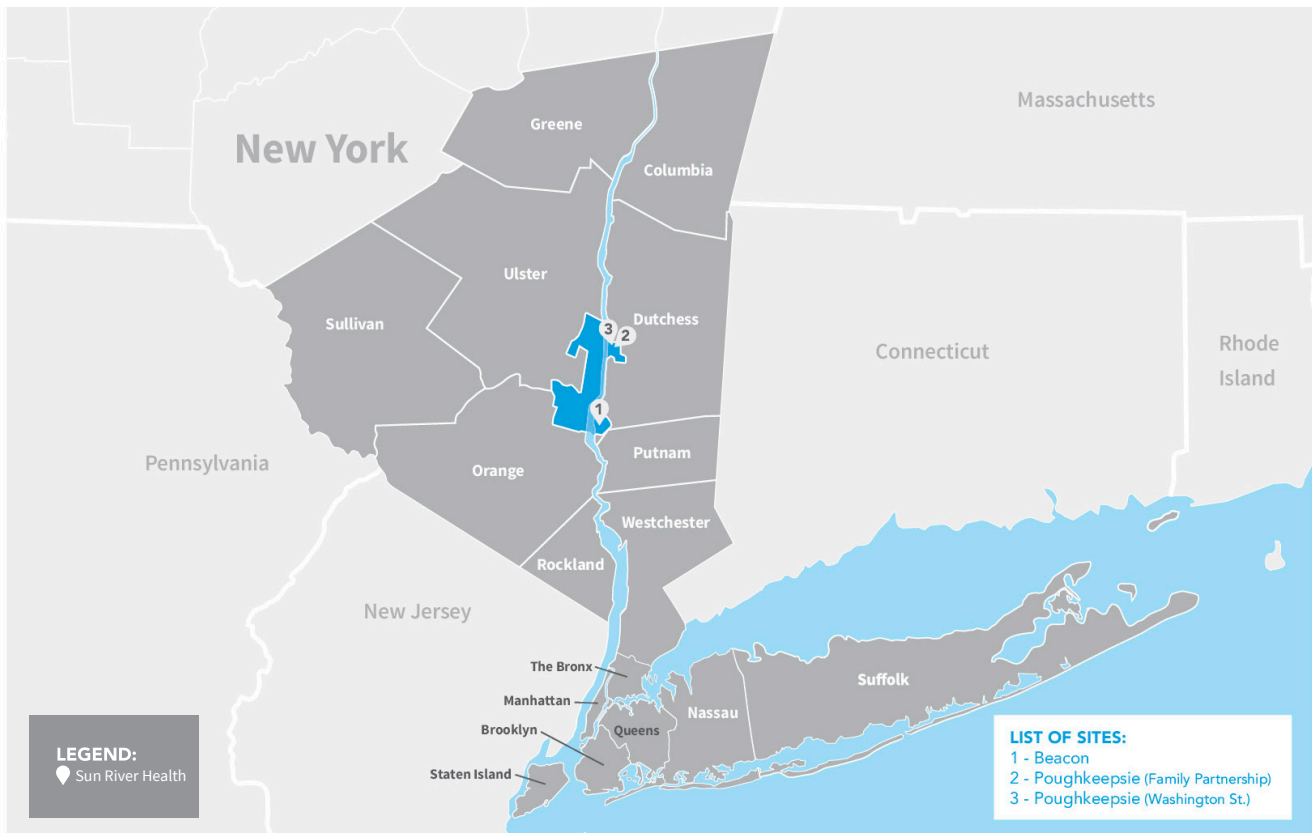 Massachusetts
Greene
New York
Columbia
Ulster
Dutchess
Sullivan
3
2
Rhode
Island
Connecticut
1
Putnam
Pennsylvania
Orange
Westchester
Rockland
New Jersey
The Bronx
Suffolk
Manhattan
Nassau
Brooklyn
Queens
Staten Island
LEGEND:
Sun River Health
LIST OF SITES:
1 - Beacon
2 - Poughkeepsie (Family Partnership)
3 - Poughkeepsie (Washington St.)